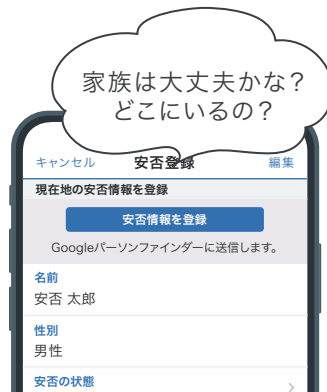 家族は大丈夫かな?
どこにいるの?
キャンセル 安否登録 編集
現在地の安否情報を登録
安否情報を登録
Googleパーソンファインダーに送信します。
名前
安否 太郎
性別
男性
安否の状態